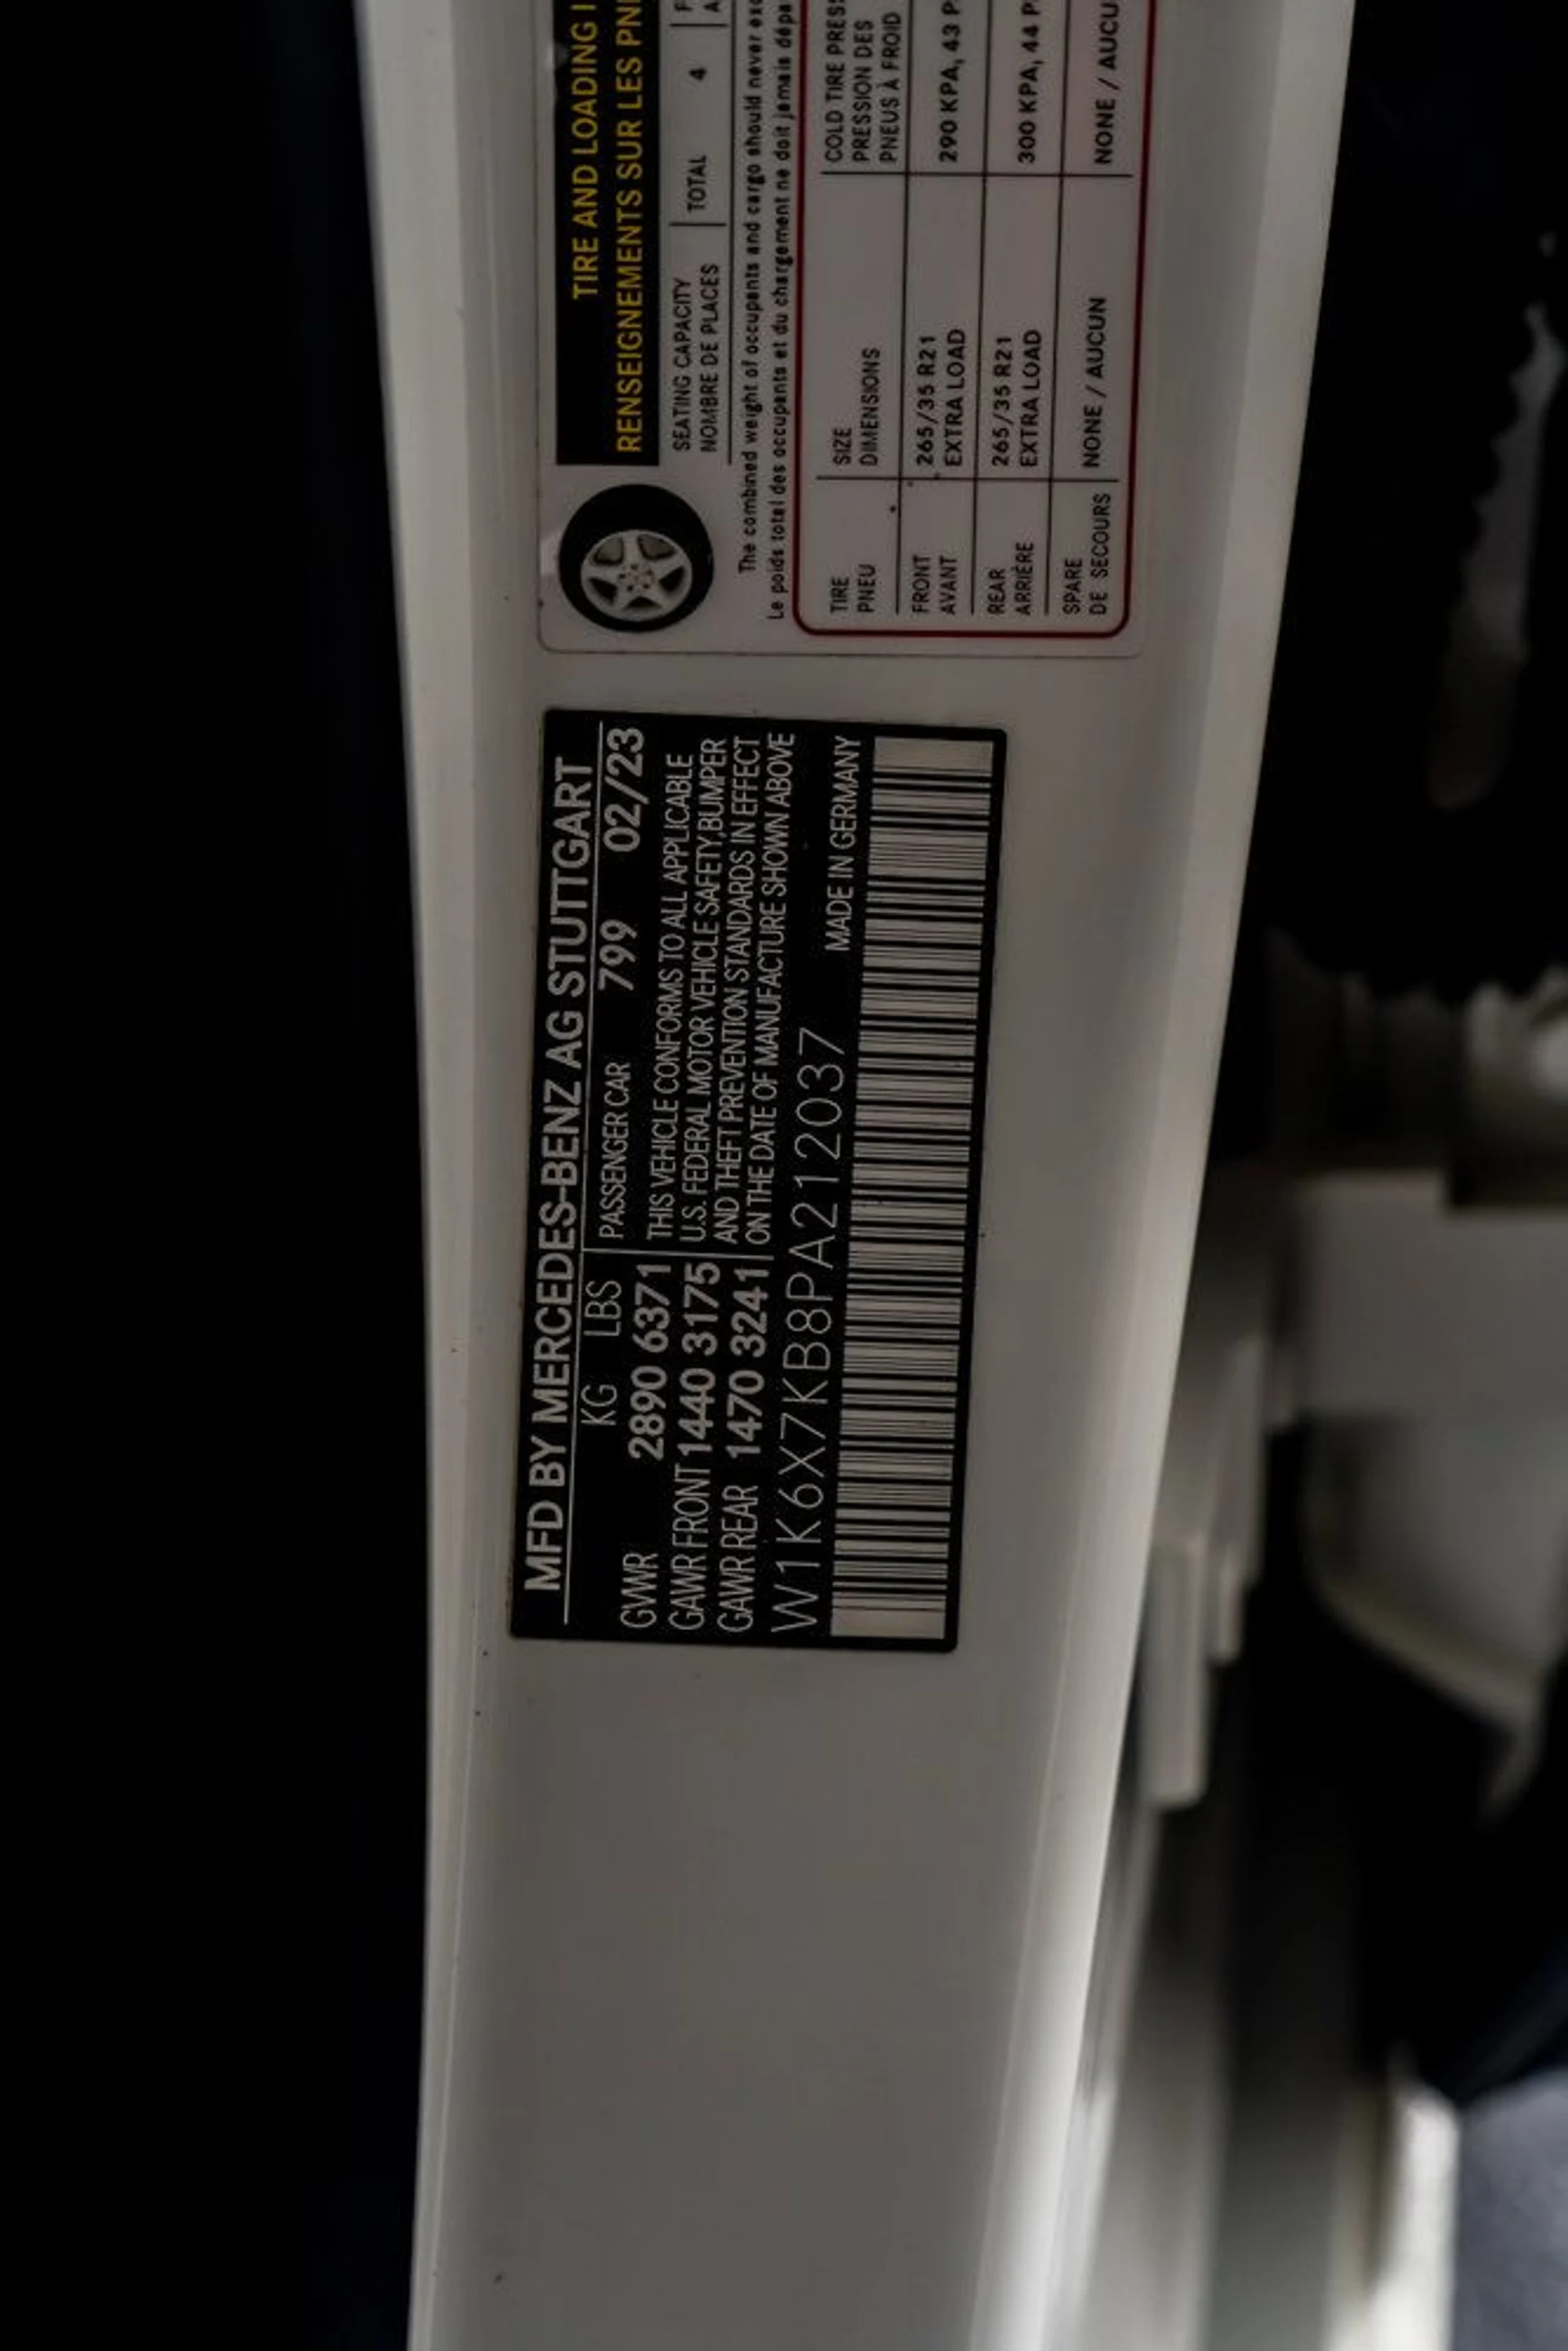 TIRE AND LOADING
RENSEIGNEMENTS SUR LES
SEATING CAPACITY
NOMBRE DE PLACES
TOTAL 4
The combined weight of occupants and cargo should never
Le poids total des occupants et du chargement ne doit jamais
TIRE
PNEU
SIZE
DIMENSIONS
COLD TIRE
PRESSION DES
PNEUS À FROID
FRONT
AVANT
265/35 R21
EXTRA LOAD
290 KPA, 43
REAR
ARRIÈRE
265/35 R21
EXTRA LOAD
300 KPA, 44
SPARE
DE SECOURS
NONE / AUCUN
NONE /
MFD BY MERCEDES-BENZ AG STUTTGART
KG LBS PASSENGER CAR 799 02/23
GVWR 2890 6371 THIS VEHICLE CONFORMS TO ALL APPLICABLE
GAWR FRONT 1440 3175 U.S. FEDERAL MOTOR VEHICLE SAFETY,BUMPER
GAWR REAR 1470 3241 AND THEFT PREVENTION STANDARDS IN EFFECT
ON THE DATE OF MANUFACTURE SHOWN ABOVE
W1K6X7KB8PA212037 MADE IN GERMANY